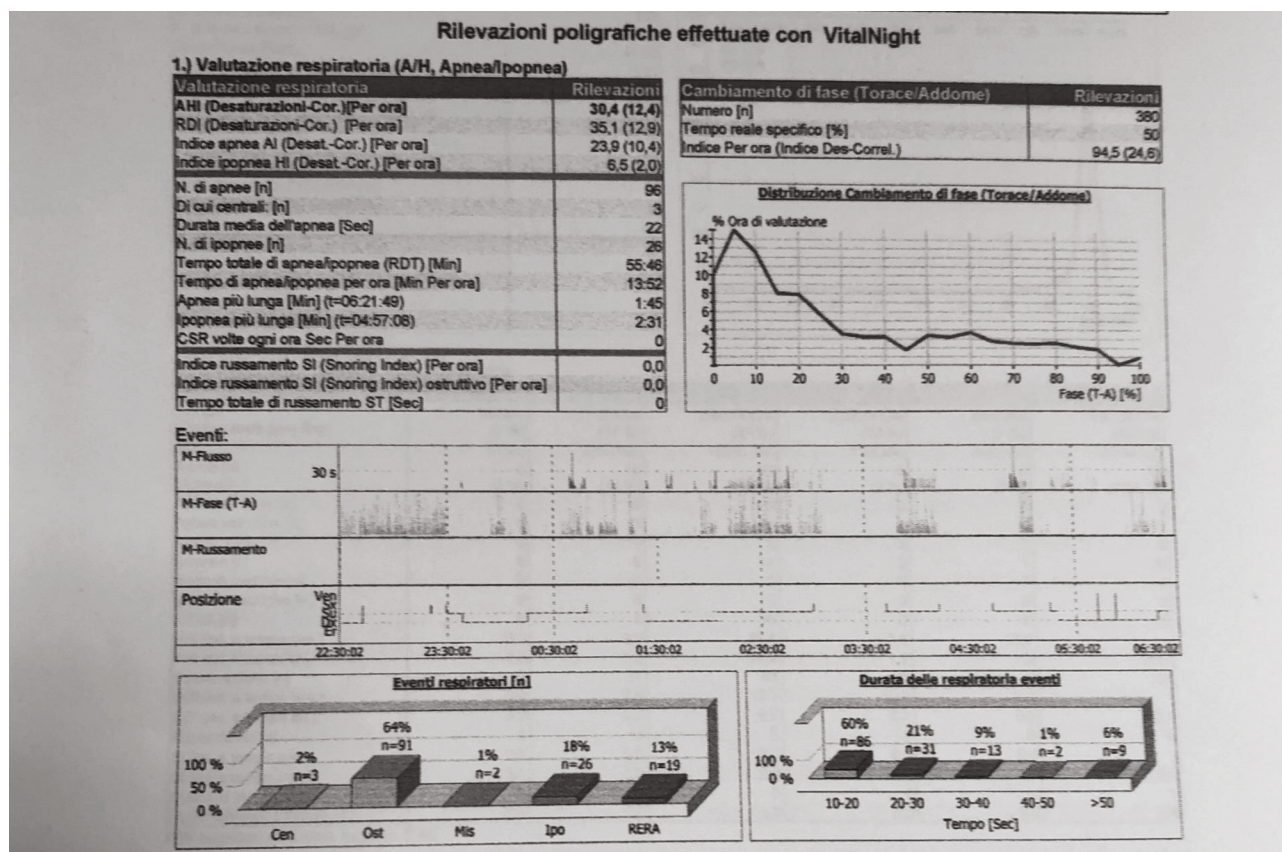 Rilevazioni poligrafiche effettuate con VitalNight
1.) Valutazione respiratoria (A/H, Apnea/Ipopnea)
Valutazione respiratoria Rilevazioni
AHI (Desaturazioni-Cor.)[Per ora] 30,4 (12,4)
RDI (Desaturazioni-Cor.) [Per ora] 35,1 (12,9)
Indice apnea AI (Desat.-Cor.) [Per ora] 23,9 (10,4)
Indice ipopnea HI (Desat.-Cor.) [Per ora] 6,5 (2,0)
N. di apnee [n] 96
Di cui centrali: [n] 3
Durata media dell'apnea [Sec] 22
N. di ipopnee [n] 26
Tempo totale di apnea/ipopnea (RDT) [Min] 55:46
Tempo di apnea/ipopnea per ora [Min Per ora] 13:52
Apnea più lunga [Min] (t=06:21:49) 1:45
Ipopnea più lunga [Min] (t=04:57:08) 2:31
CSR volte ogni ora Sec Per ora 0
Indice russamento SI (Snoring Index) [Per ora] 0,0
Indice russamento SI (Snoring Index) ostruttivo [Per ora] 0,0
Tempo totale di russamento ST [Sec] 0
Cambiamento di fase (Torace/Addome) Rilevazioni
Numero [n] 380
Tempo reale specifico [%] 50
Indice Per ora (Indice Des-Correl.) 94,5 (24,6)
Distribuzione Cambiamento di fase (Torace/Addome)
% Ora di valutazione
14
12
10
8
6
4
2
0 10 20 30 40 50 60 70 80 90 100
Fase (T-A) [%]
Eventi:
M-Flusso
30 s
M-Fase (T-A)
M-Russamento
Posizione
Ven
Er
22:30:02 23:30:02 00:30:02 01:30:02 02:30:02 03:30:02 04:30:02 05:30:02 06:30:02
Eventi respiratori [n]
2% 64% 1% 18% 13%
n=3 n=91 n=2 n=26 n=19
100 %
50 %
0 %
Cen Ost Mis Ipo RERA
Durata delle respiratoria eventi
60% 21% 9% 1% 6%
n=86 n=31 n=13 n=2 n=9
100 %
0 %
10-20 20-30 30-40 40-50 >50
Tempo [Sec]